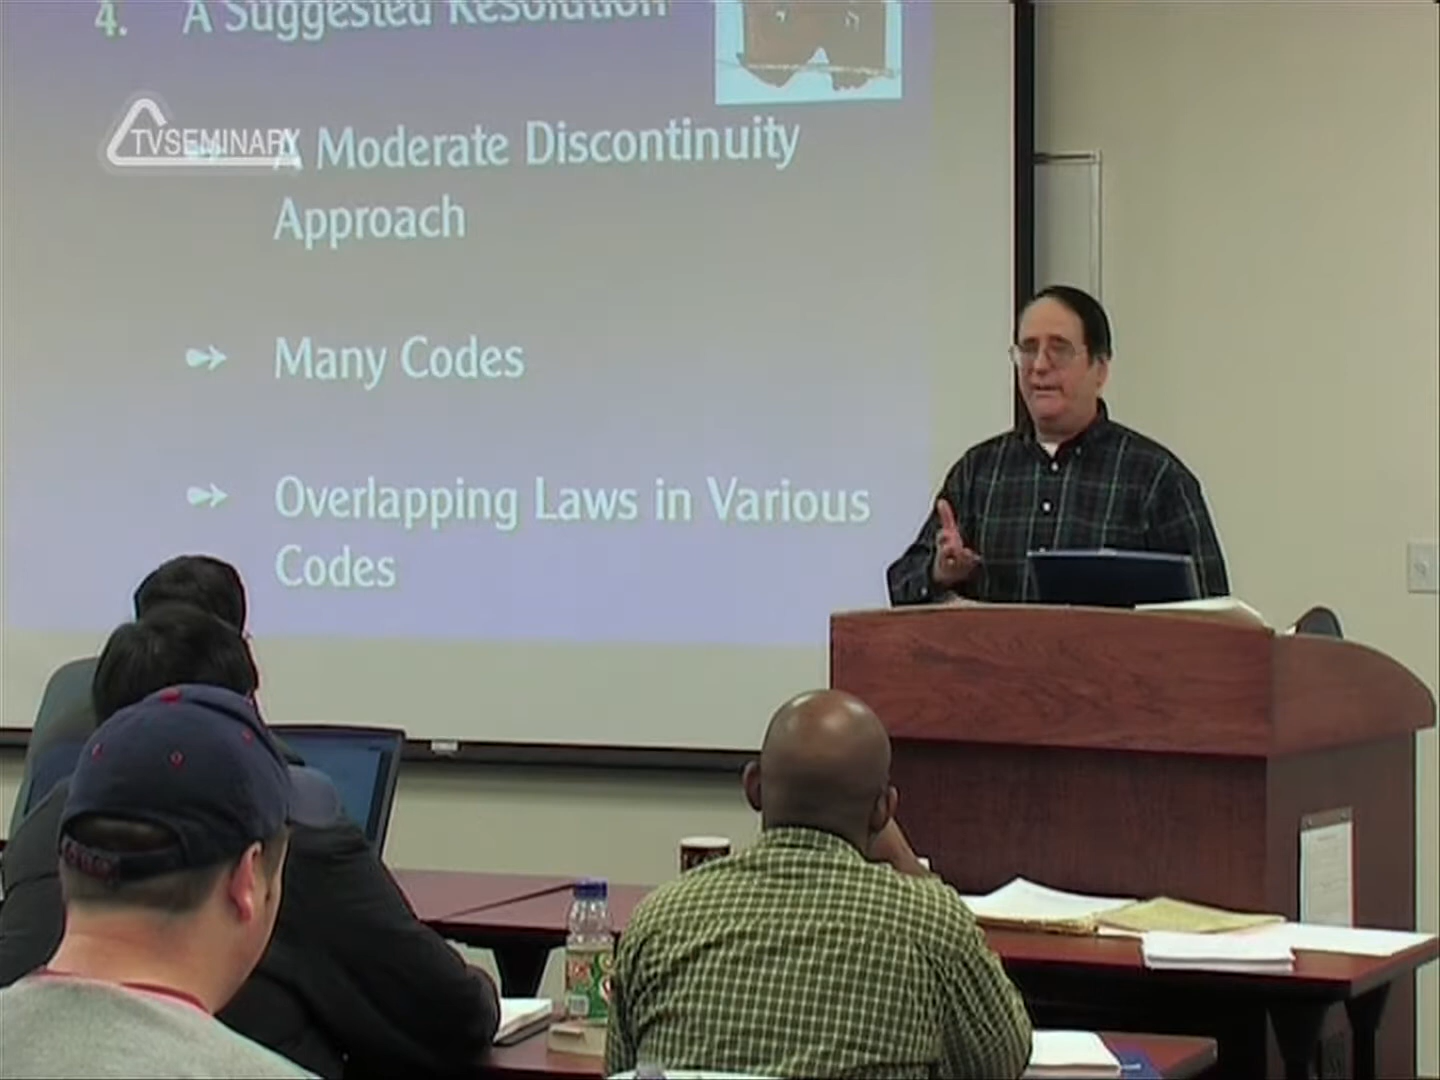 4. A Suggested Resolution
TVSEMINARY
A Moderate Discontinuity
Approach
➻ Many Codes
➻ Overlapping Laws in Various
Codes